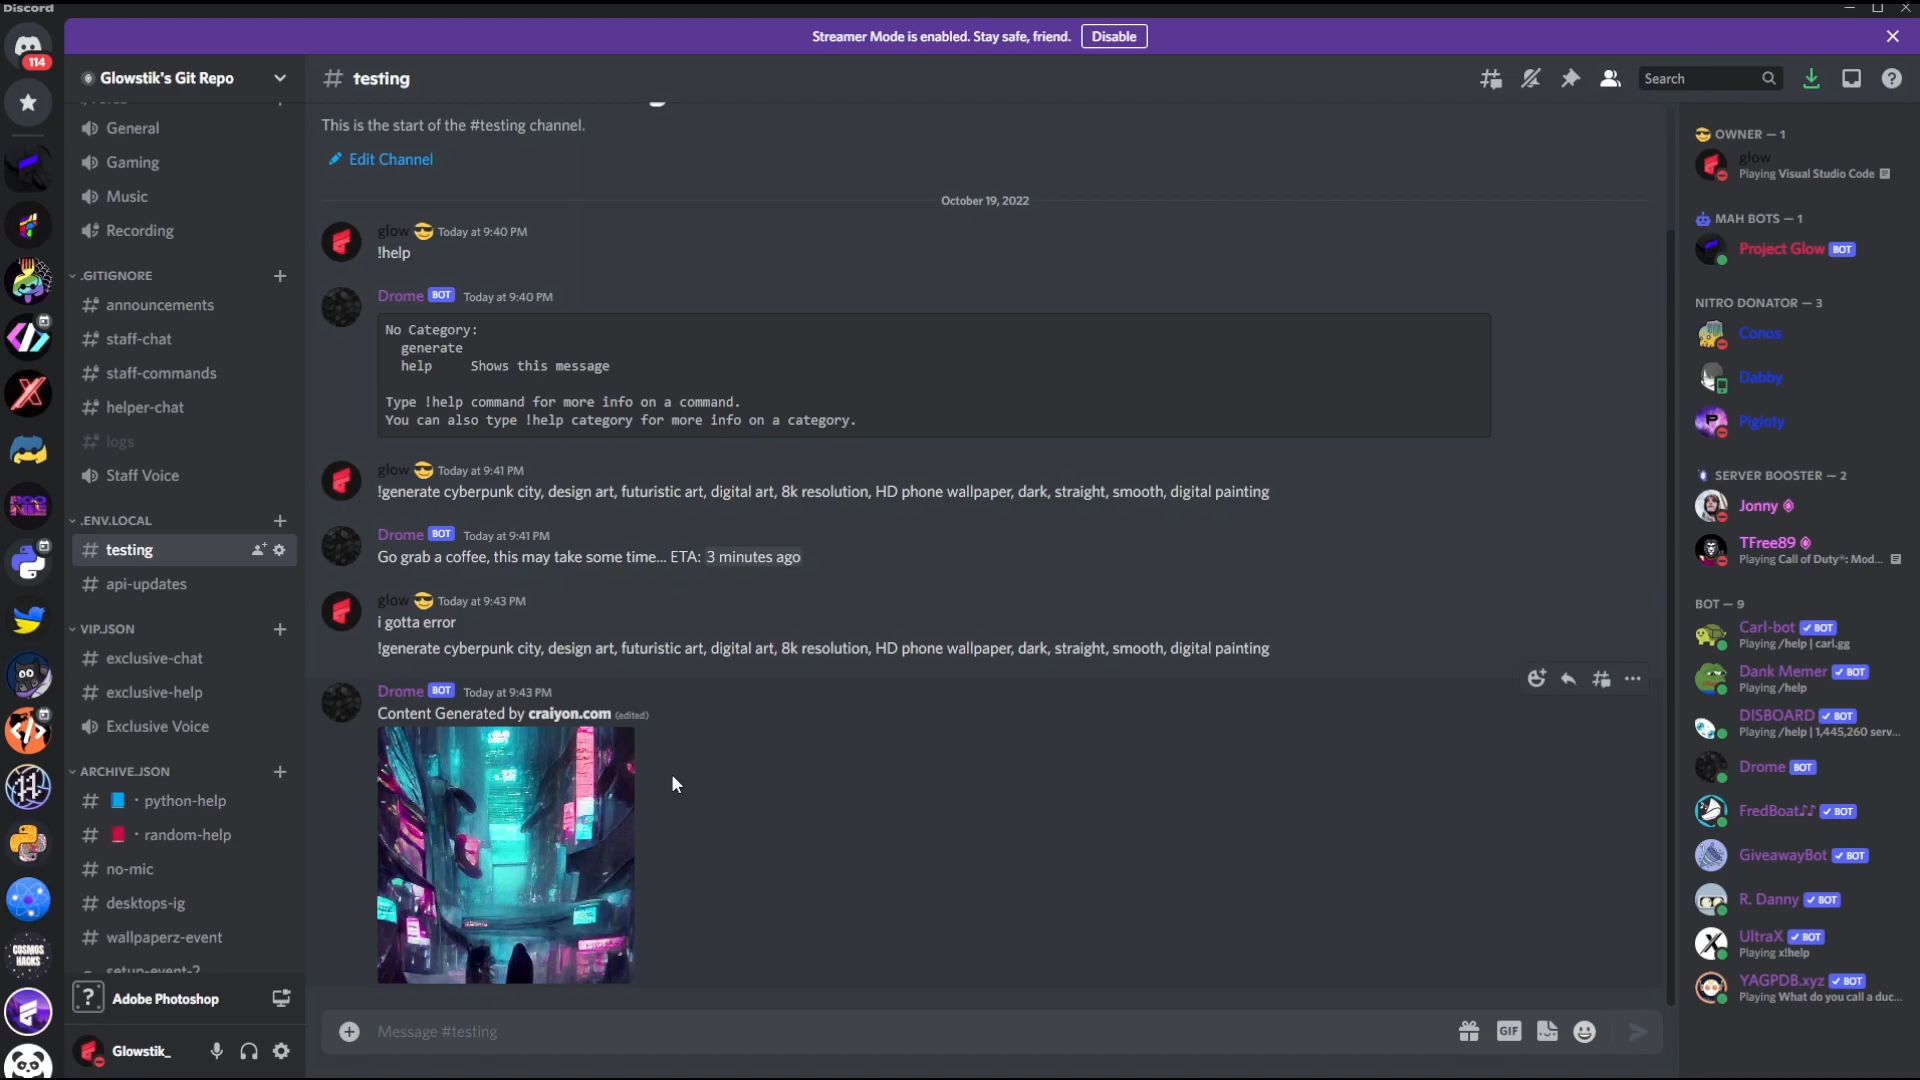 Discord
Streamer Mode is enabled. Stay safe, friend. Disable
114
Glowstik's Git Repo
General
Gaming
Music
Recording
.GITIGNORE
announcements
staff-chat
staff-commands
helper-chat
logs
Staff Voice
.ENV.LOCAL
testing
api-updates
VIP.JSON
exclusive-chat
exclusive-help
Exclusive Voice
ARCHIVE.JSON
python-help
random-help
no-mic
desktops-ig
wallpaperz-event
setup-event-2
COSMOS
HACKS
Adobe Photoshop
Glowstik_
# testing
Search
This is the start of the #testing channel.
Edit Channel
October 19, 2022
glow 😎 Today at 9:40 PM
!help
Drome BOT Today at 9:40 PM
No Category:
generate
help Shows this message
Type !help command for more info on a command.
You can also type !help category for more info on a category.
glow 😎 Today at 9:41 PM
!generate cyberpunk city, design art, futuristic art, digital art, 8k resolution, HD phone wallpaper, dark, straight, smooth, digital painting
Drome BOT Today at 9:41 PM
Go grab a coffee, this may take some time... ETA: 3 minutes ago
glow 😎 Today at 9:43 PM
i gotta error
!generate cyberpunk city, design art, futuristic art, digital art, 8k resolution, HD phone wallpaper, dark, straight, smooth, digital painting
Drome BOT Today at 9:43 PM
Content Generated by craiyon.com (edited)
Message #testing
GIF
OWNER — 1
glow
Playing Visual Studio Code
MAH BOTS — 1
Project Glow BOT
NITRO DONATOR — 3
Conos
Dabby
Pigloty
SERVER BOOSTER — 2
Jonny
TFree89
Playing Call of Duty®: Mod...
BOT — 9
Carl-bot ✓ BOT
Playing /help | carl.gg
Dank Memer ✓ BOT
Playing /help
DISBOARD ✓ BOT
Playing /help | 1,445,260 serv...
Drome BOT
FredBoat♪♪ ✓ BOT
GiveawayBot ✓ BOT
R. Danny ✓ BOT
UltraX ✓ BOT
Playing x!help
YAGPDB.xyz ✓ BOT
Playing What do you call a duc...